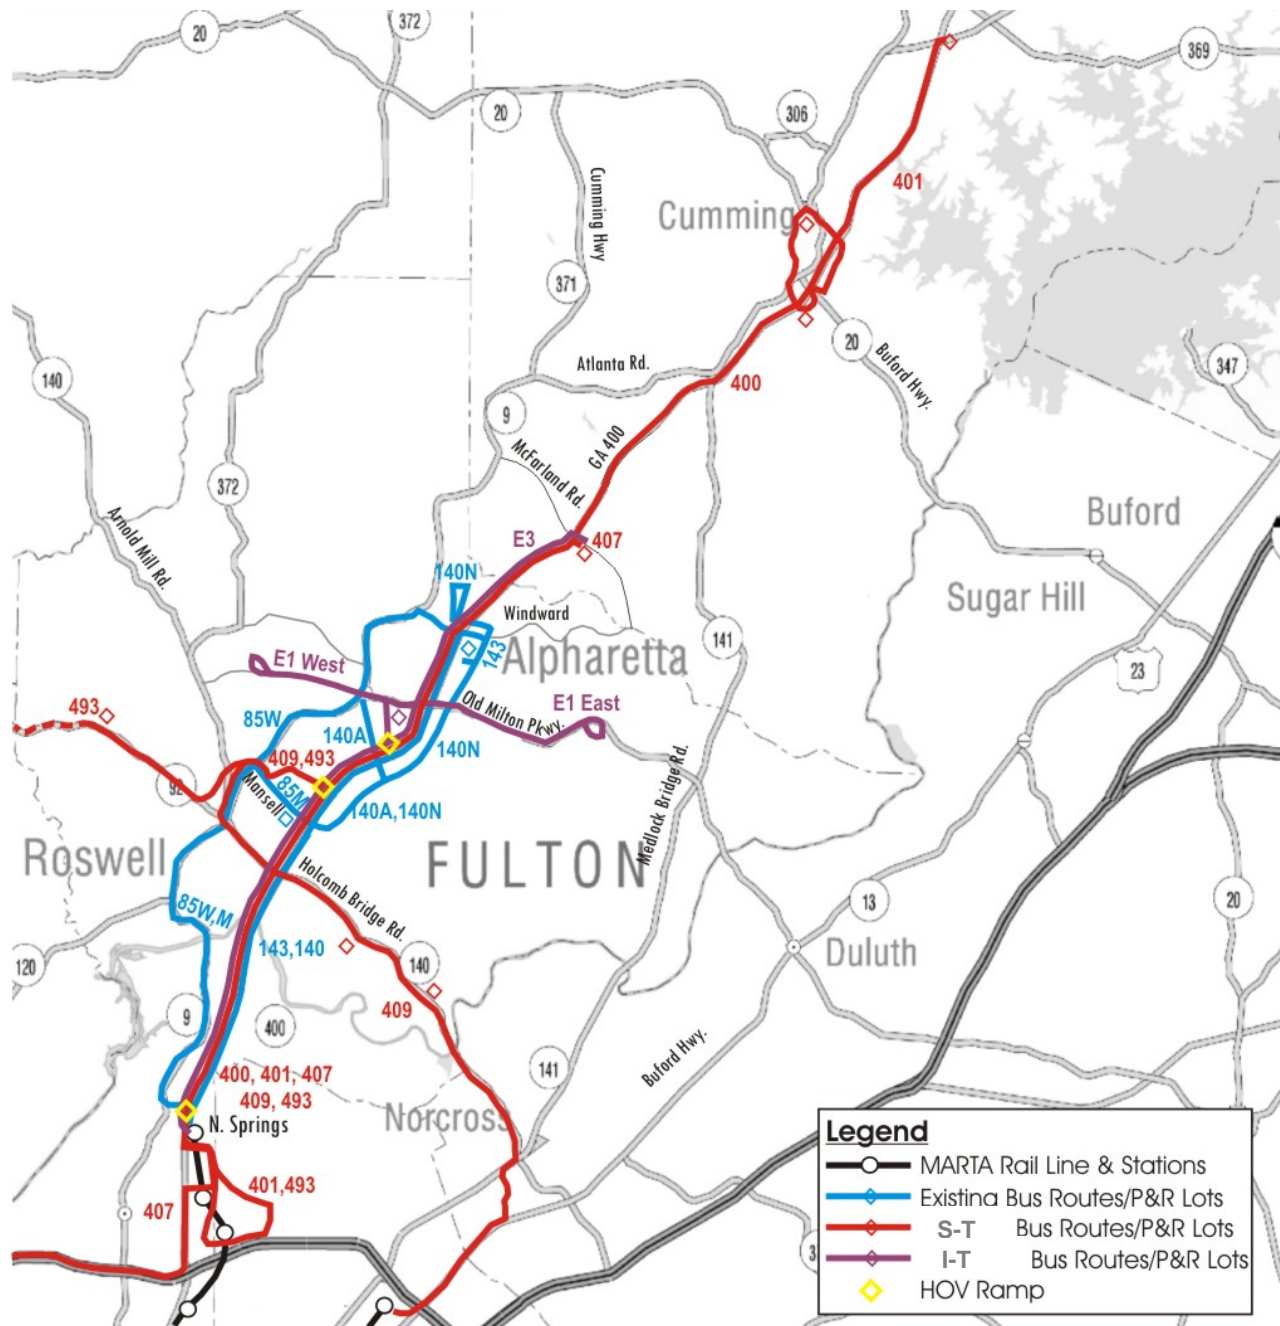 372
20
369
20
306
401
Cumming
Cumming Hwy
371
20
Buford Hwy.
Atlanta Rd.
347
140
400
9
GA 400
McFarland Rd.
372
Arnold Mill Rd.
Buford
E3
407
140N
Sugar Hill
Windward
143
141
Alpharetta
23
E1 West
493
Old Milton Pkwy.
E1 East
85W
140A
140N
409,493
Medlock Bridge Rd.
92
Mansell
85M
140A,140N
Roswell
FULTON
Holcomb Bridge Rd.
85W,M
13
20
143,140
Duluth
120
140
409
9
400
Buford Hwy.
141
400, 401, 407
409, 493
Norcross
N. Springs
401,493
407
Legend
MARTA Rail Line & Stations
Existina Bus Routes/P&R Lots
S-T Bus Routes/P&R Lots
I-T Bus Routes/P&R Lots
HOV Ramp